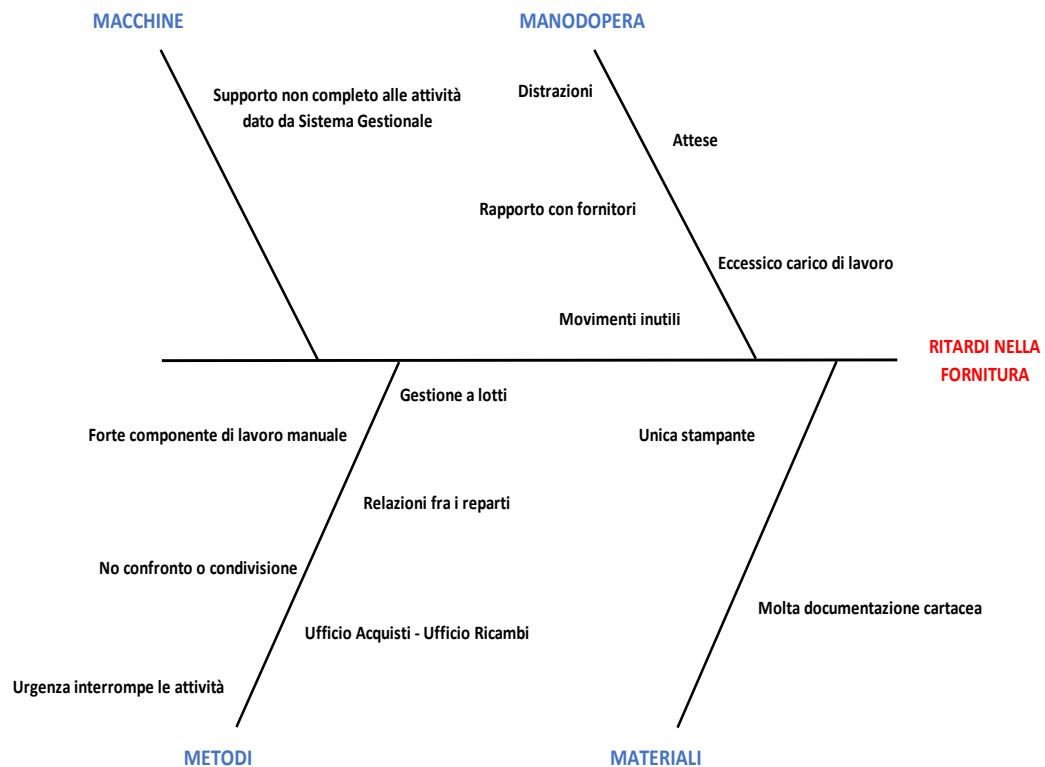 MACCHINE
MANODOPERA
Supporto non completo alle attività
dato da Sistema Gestionale
Distrazioni
Attese
Rapporto con fornitori
Eccessico carico di lavoro
Movimenti inutili
RITARDI NELLA
FORNITURA
Gestione a lotti
Forte componente di lavoro manuale
Unica stampante
Relazioni fra i reparti
No confronto o condivisione
Molta documentazione cartacea
Ufficio Acquisti - Ufficio Ricambi
Urgenza interrompe le attività
METODI
MATERIALI